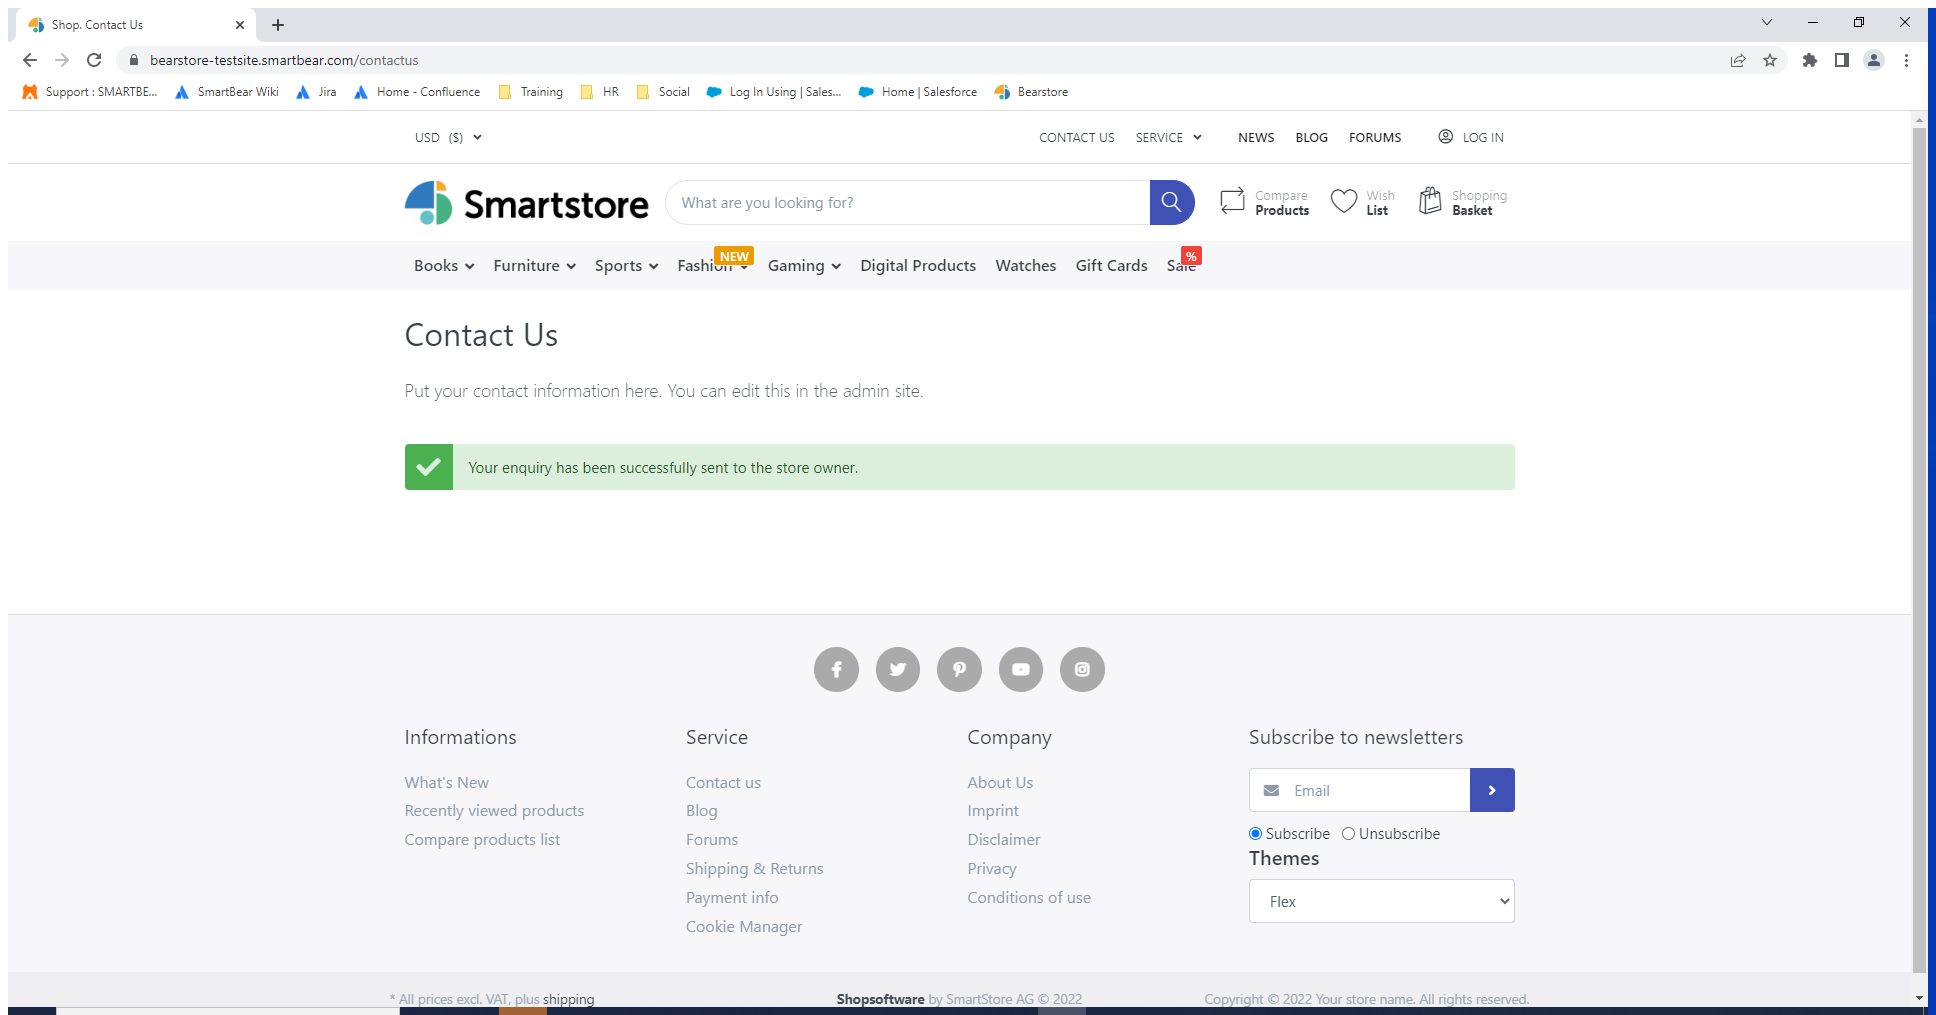 Shop. Contact Us
bearstore-testsite.smartbear.com/contactus
Support : SMARTBE... SmartBear Wiki Jira Home - Confluence Training HR Social Log In Using | Sales... Home | Salesforce Bearstore
USD ($) CONTACT US SERVICE NEWS BLOG FORUMS LOG IN
Smartstore What are you looking for? Compare Products Wish List Shopping Basket
NEW %
Books Furniture Sports Fashion Gaming Digital Products Watches Gift Cards Sale
Contact Us
Put your contact information here. You can edit this in the admin site.
Your enquiry has been successfully sent to the store owner.
Informations Service Company Subscribe to newsletters
What's New Contact us About Us Email
Recently viewed products Blog Imprint
Compare products list Forums Disclaimer Subscribe Unsubscribe
Themes
Shipping & Returns Privacy
Payment info Conditions of use Flex
Cookie Manager
* All prices excl. VAT, plus shipping Shopsoftware by SmartStore AG © 2022 Copyright © 2022 Your store name. All rights reserved.